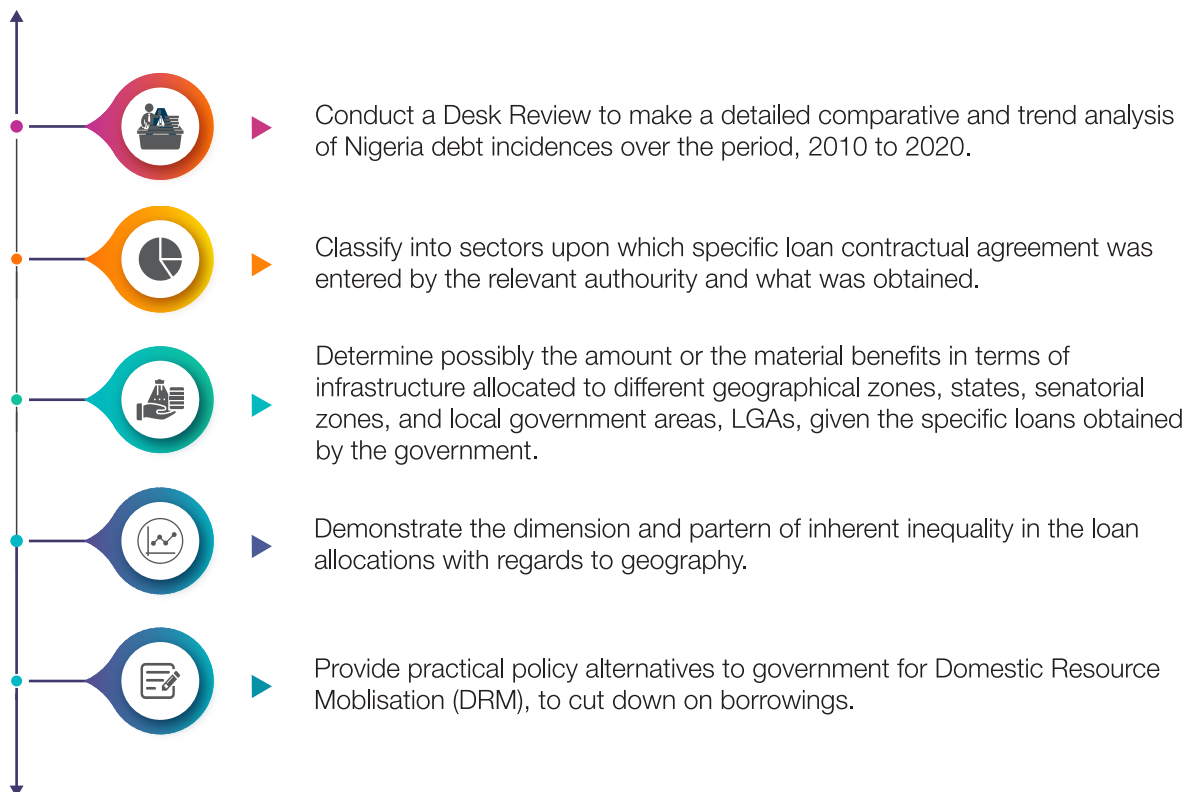 Conduct a Desk Review to make a detailed comparative and trend analysis
of Nigeria debt incidences over the period, 2010 to 2020.
Classify into sectors upon which specific loan contractual agreement was
entered by the relevant authourity and what was obtained.
Determine possibly the amount or the material benefits in terms of
infrastructure allocated to different geographical zones, states, senatorial
zones, and local government areas, LGAs, given the specific loans obtained
by the government.
Demonstrate the dimension and partern of inherent inequality in the loan
allocations with regards to geography.
Provide practical policy alternatives to government for Domestic Resource
Moblisation (DRM), to cut down on borrowings.